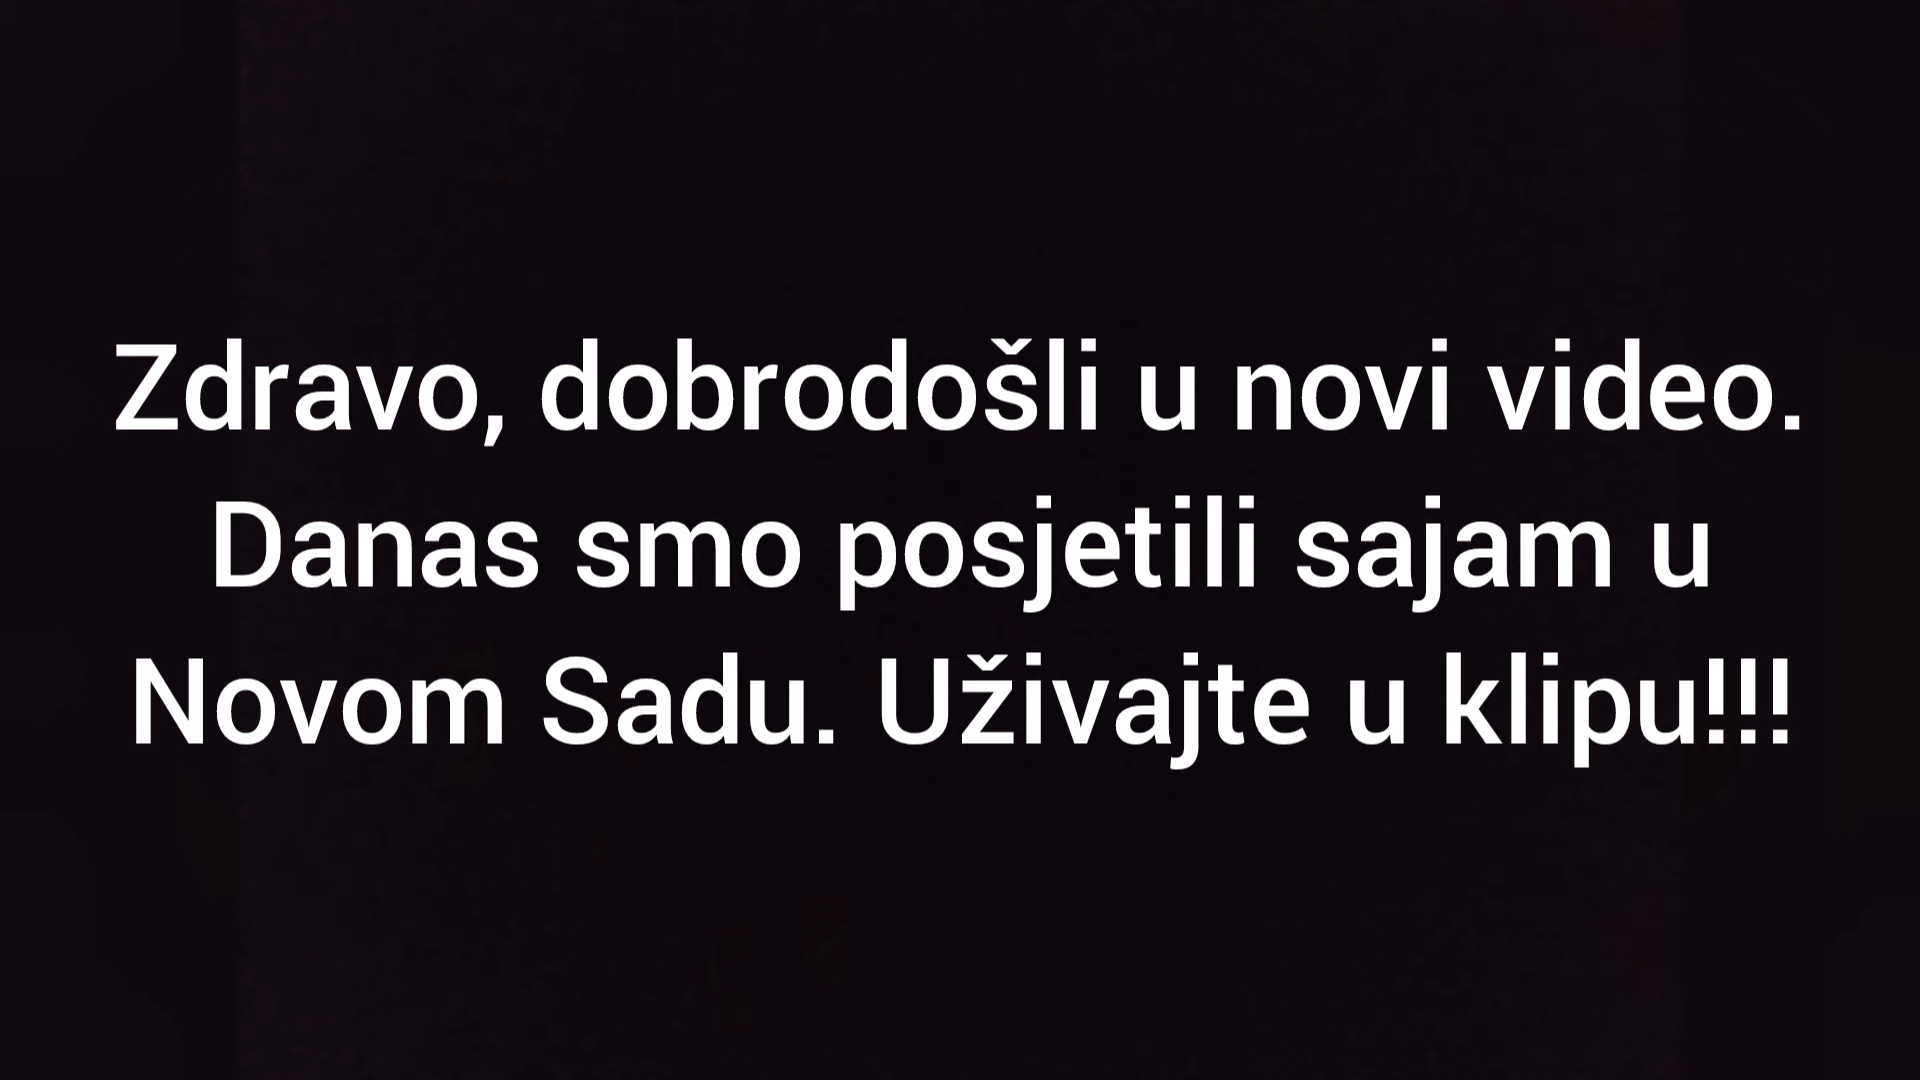 Zdravo, dobrodošli u novi video.
Danas smo posjetili sajam u
Novom Sadu. Uživajte u klipu!!!